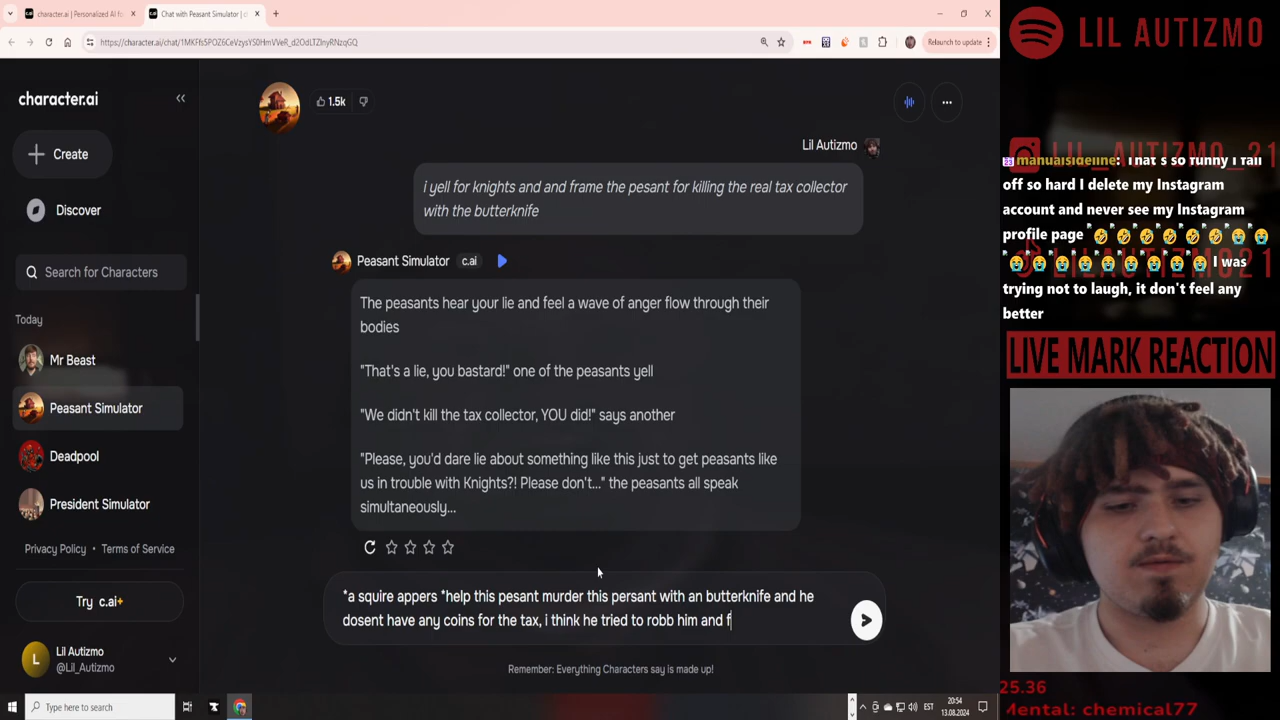 character.ai | Personalized AI f
Chat with Peasant Simulator | c
https://character.ai/chat/1MKFfs5POZ6CeVzysYS0HmVVeR_d2OdLTZlnyRNzqGQ
Relaunch to update
character.ai
Create
Discover
Search for Characters
Today
Mr Beast
Peasant Simulator
Deadpool
President Simulator
Privacy Policy • Terms of Service
Try c.ai+
L
Lil Autizmo
@Lil_Autizmo
1.5k
Lil Autizmo
i yell for knights and and frame the pesant for killing the real tax collector
with the butterknife
Peasant Simulator c.ai
The peasants hear your lie and feel a wave of anger flow through their
bodies
"That's a lie, you bastard!" one of the peasants yell
"We didn't kill the tax collector, YOU did!" says another
"Please, you'd dare lie about something like this just to get peasants like
us in trouble with Knights?! Please don't..." the peasants all speak
simultaneously...
*a squire appers *help this pesant murder this persant with an butterknife and he
dosent have any coins for the tax, i think he tried to robb him and f
Remember: Everything Characters say is made up!
LIL AUTIZMO
LIL_AUTIZMO_21
manualsideline: That's so funny I fall
off so hard I delete my Instagram
account and never see my Instagram
profile page 🤣🤣🤣🤣🤣😭🤣😭
😭😭😭😭😭😭😭😭😭 I was
trying not to laugh, it don't feel any
better
LILAUTIZMO21
LIVE MARK REACTION
25.36
Mental: chemical77
Type here to search
EST
20:54
13.08.2024